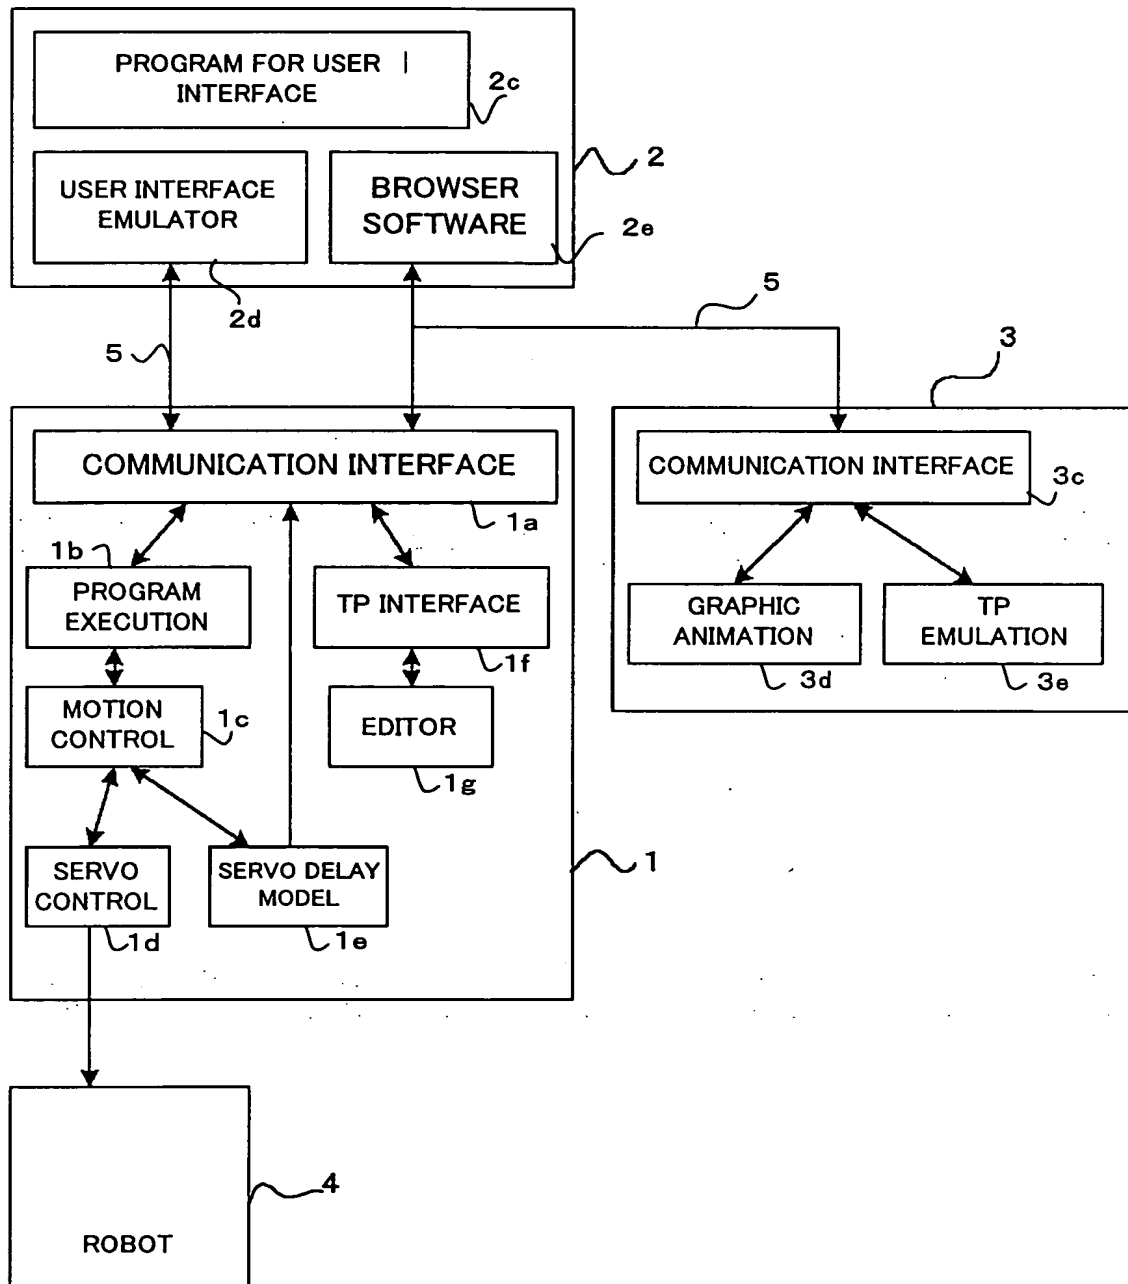 PROGRAM FOR USER
INTERFACE
2c
2
USER INTERFACE
EMULATOR
BROWSER
SOFTWARE
2e
2d
5
5
3
COMMUNICATION INTERFACE
1a
COMMUNICATION INTERFACE
3c
1b
PROGRAM
EXECUTION
TP INTERFACE
1f
GRAPHIC
ANIMATION
3d
TP
EMULATION
3e
MOTION
CONTROL
1c
EDITOR
1g
SERVO
CONTROL
1d
SERVO DELAY
MODEL
1e
1
4
ROBOT